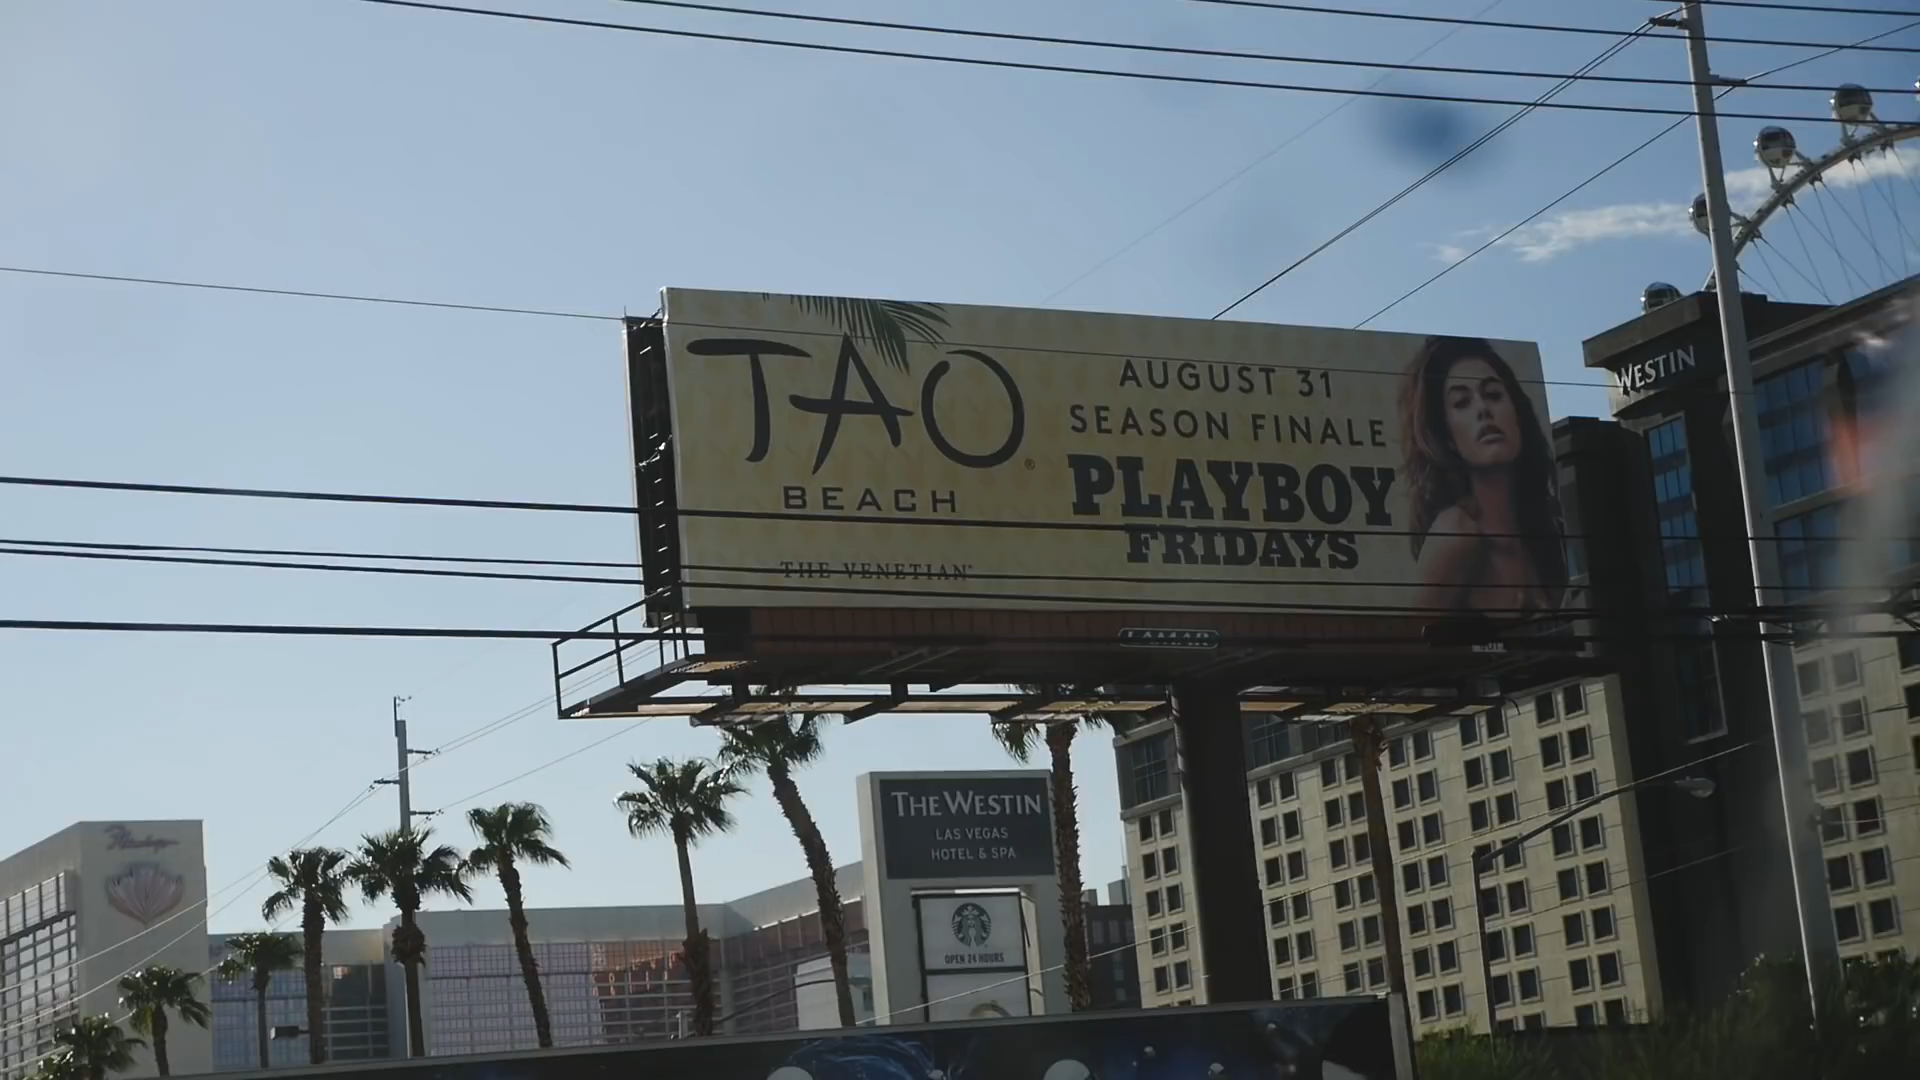 TAO
BEACH
THE VENETIAN
AUGUST 31
SEASON FINALE
PLAYBOY
FRIDAYS
LAMAR
WESTIN
THE WESTIN
LAS VEGAS
HOTEL & SPA
OPEN 24 HOURS
Flamingo